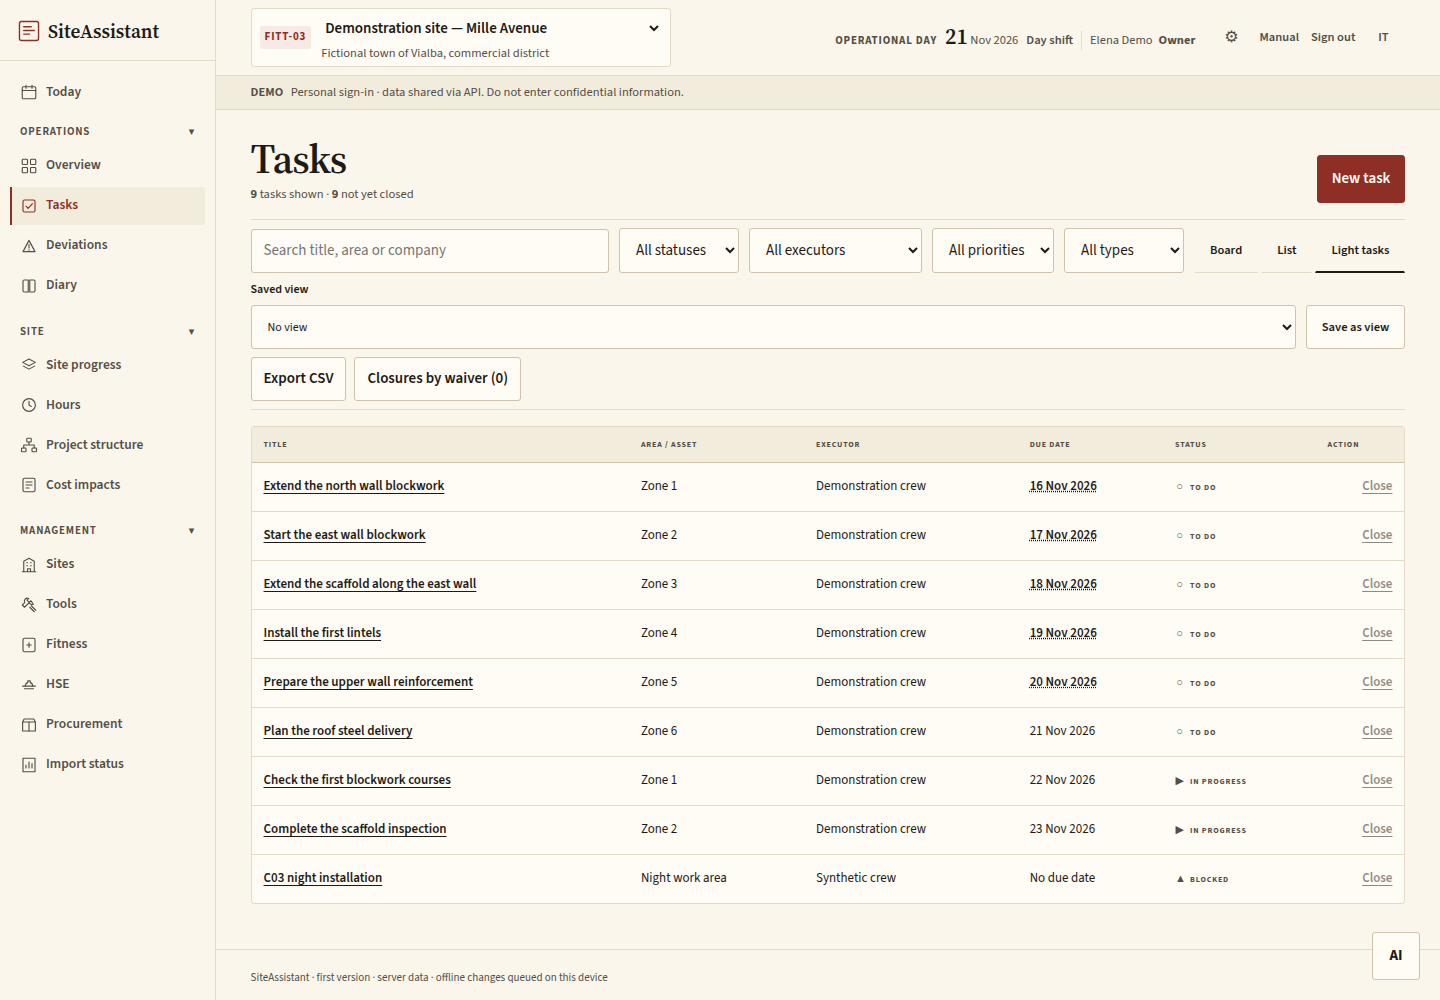 SiteAssistant
FITT-03
Demonstration site — Mille Avenue
Fictional town of Vialba, commercial district
OPERATIONAL DAY 21 Nov 2026 Day shift Elena Demo Owner
Manual Sign out IT
DEMO Personal sign-in · data shared via API. Do not enter confidential information.
Today
OPERATIONS
Overview
Tasks
Deviations
Diary
SITE
Site progress
Hours
Project structure
Cost impacts
MANAGEMENT
Sites
Tools
Fitness
HSE
Procurement
Import status
Tasks
9 tasks shown · 9 not yet closed
New task
Search title, area or company
All statuses All executors All priorities All types Board List Light tasks
Saved view
No view Save as view
Export CSV Closures by waiver (0)
TITLE AREA / ASSET EXECUTOR DUE DATE STATUS ACTION
Extend the north wall blockwork Zone 1 Demonstration crew 16 Nov 2026 TO DO Close
Start the east wall blockwork Zone 2 Demonstration crew 17 Nov 2026 TO DO Close
Extend the scaffold along the east wall Zone 3 Demonstration crew 18 Nov 2026 TO DO Close
Install the first lintels Zone 4 Demonstration crew 19 Nov 2026 TO DO Close
Prepare the upper wall reinforcement Zone 5 Demonstration crew 20 Nov 2026 TO DO Close
Plan the roof steel delivery Zone 6 Demonstration crew 21 Nov 2026 TO DO Close
Check the first blockwork courses Zone 1 Demonstration crew 22 Nov 2026 IN PROGRESS Close
Complete the scaffold inspection Zone 2 Demonstration crew 23 Nov 2026 IN PROGRESS Close
C03 night installation Night work area Synthetic crew No due date BLOCKED Close
AI
SiteAssistant · first version · server data · offline changes queued on this device